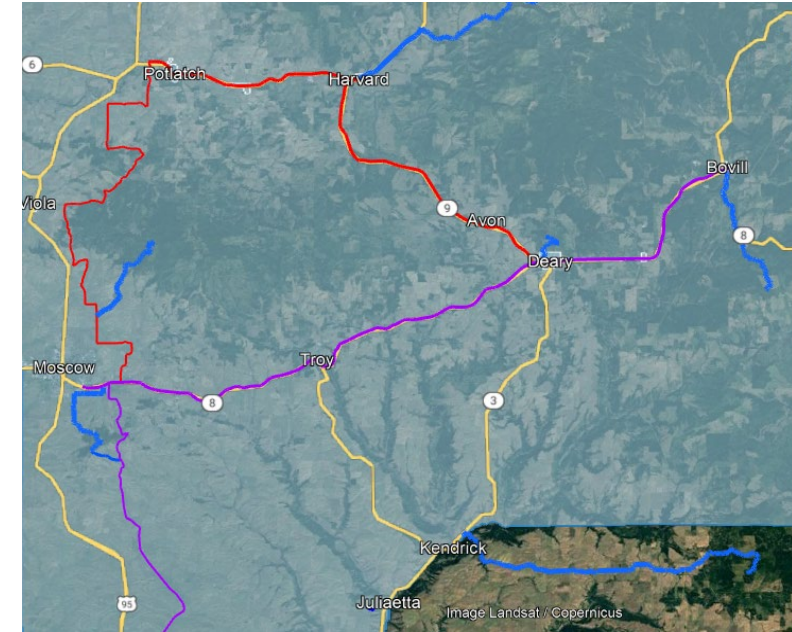 6
Potlatch
Harvard
Bovill
Viola
9
Avon
8
Deary
Troy
Moscow
8
3
Kendrick
95
Juliaetta
Image Landsat / Copernicus